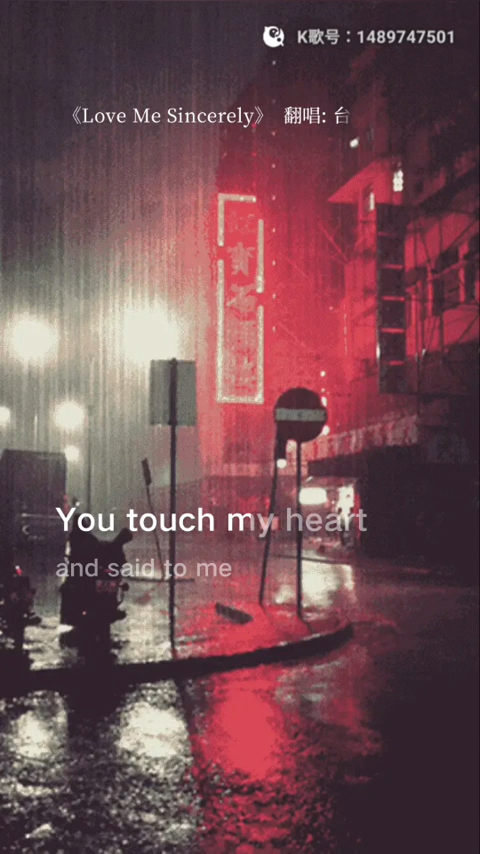 K歌号：1489747501
《Love Me Sincerely》 翻唱: 台
You touch my heart
and said to me